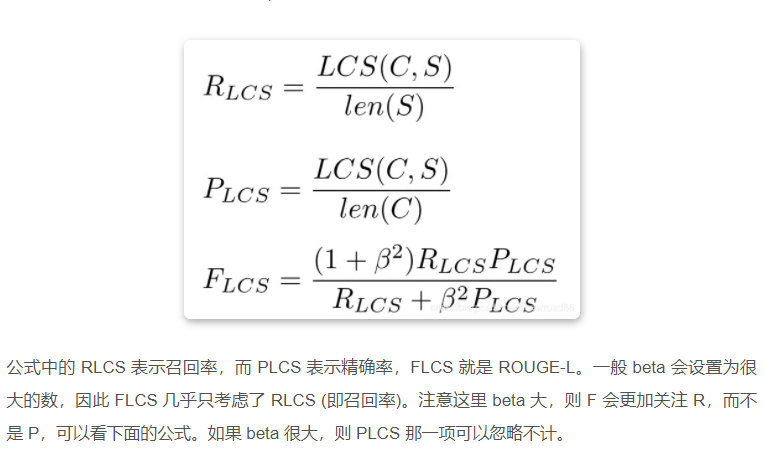 R_{LCS} = \frac{LCS(C, S)}{len(S)}
P_{LCS} = \frac{LCS(C, S)}{len(C)}
F_{LCS} = \frac{(1 + β^2)R_{LCS}P_{LCS}}{R_{LCS} + β^2P_{LCS}}
公式中的 RLCS 表示召回率，而 PLCS 表示精确率，FLCS 就是 ROUGE-L。一般 beta 会设置为很
大的数，因此 FLCS 几乎只考虑了 RLCS (即召回率)。注意这里 beta 大，则 F 会更加关注 R，而不
是 P，可以看下面的公式。如果 beta 很大，则 PLCS 那一项可以忽略不计。